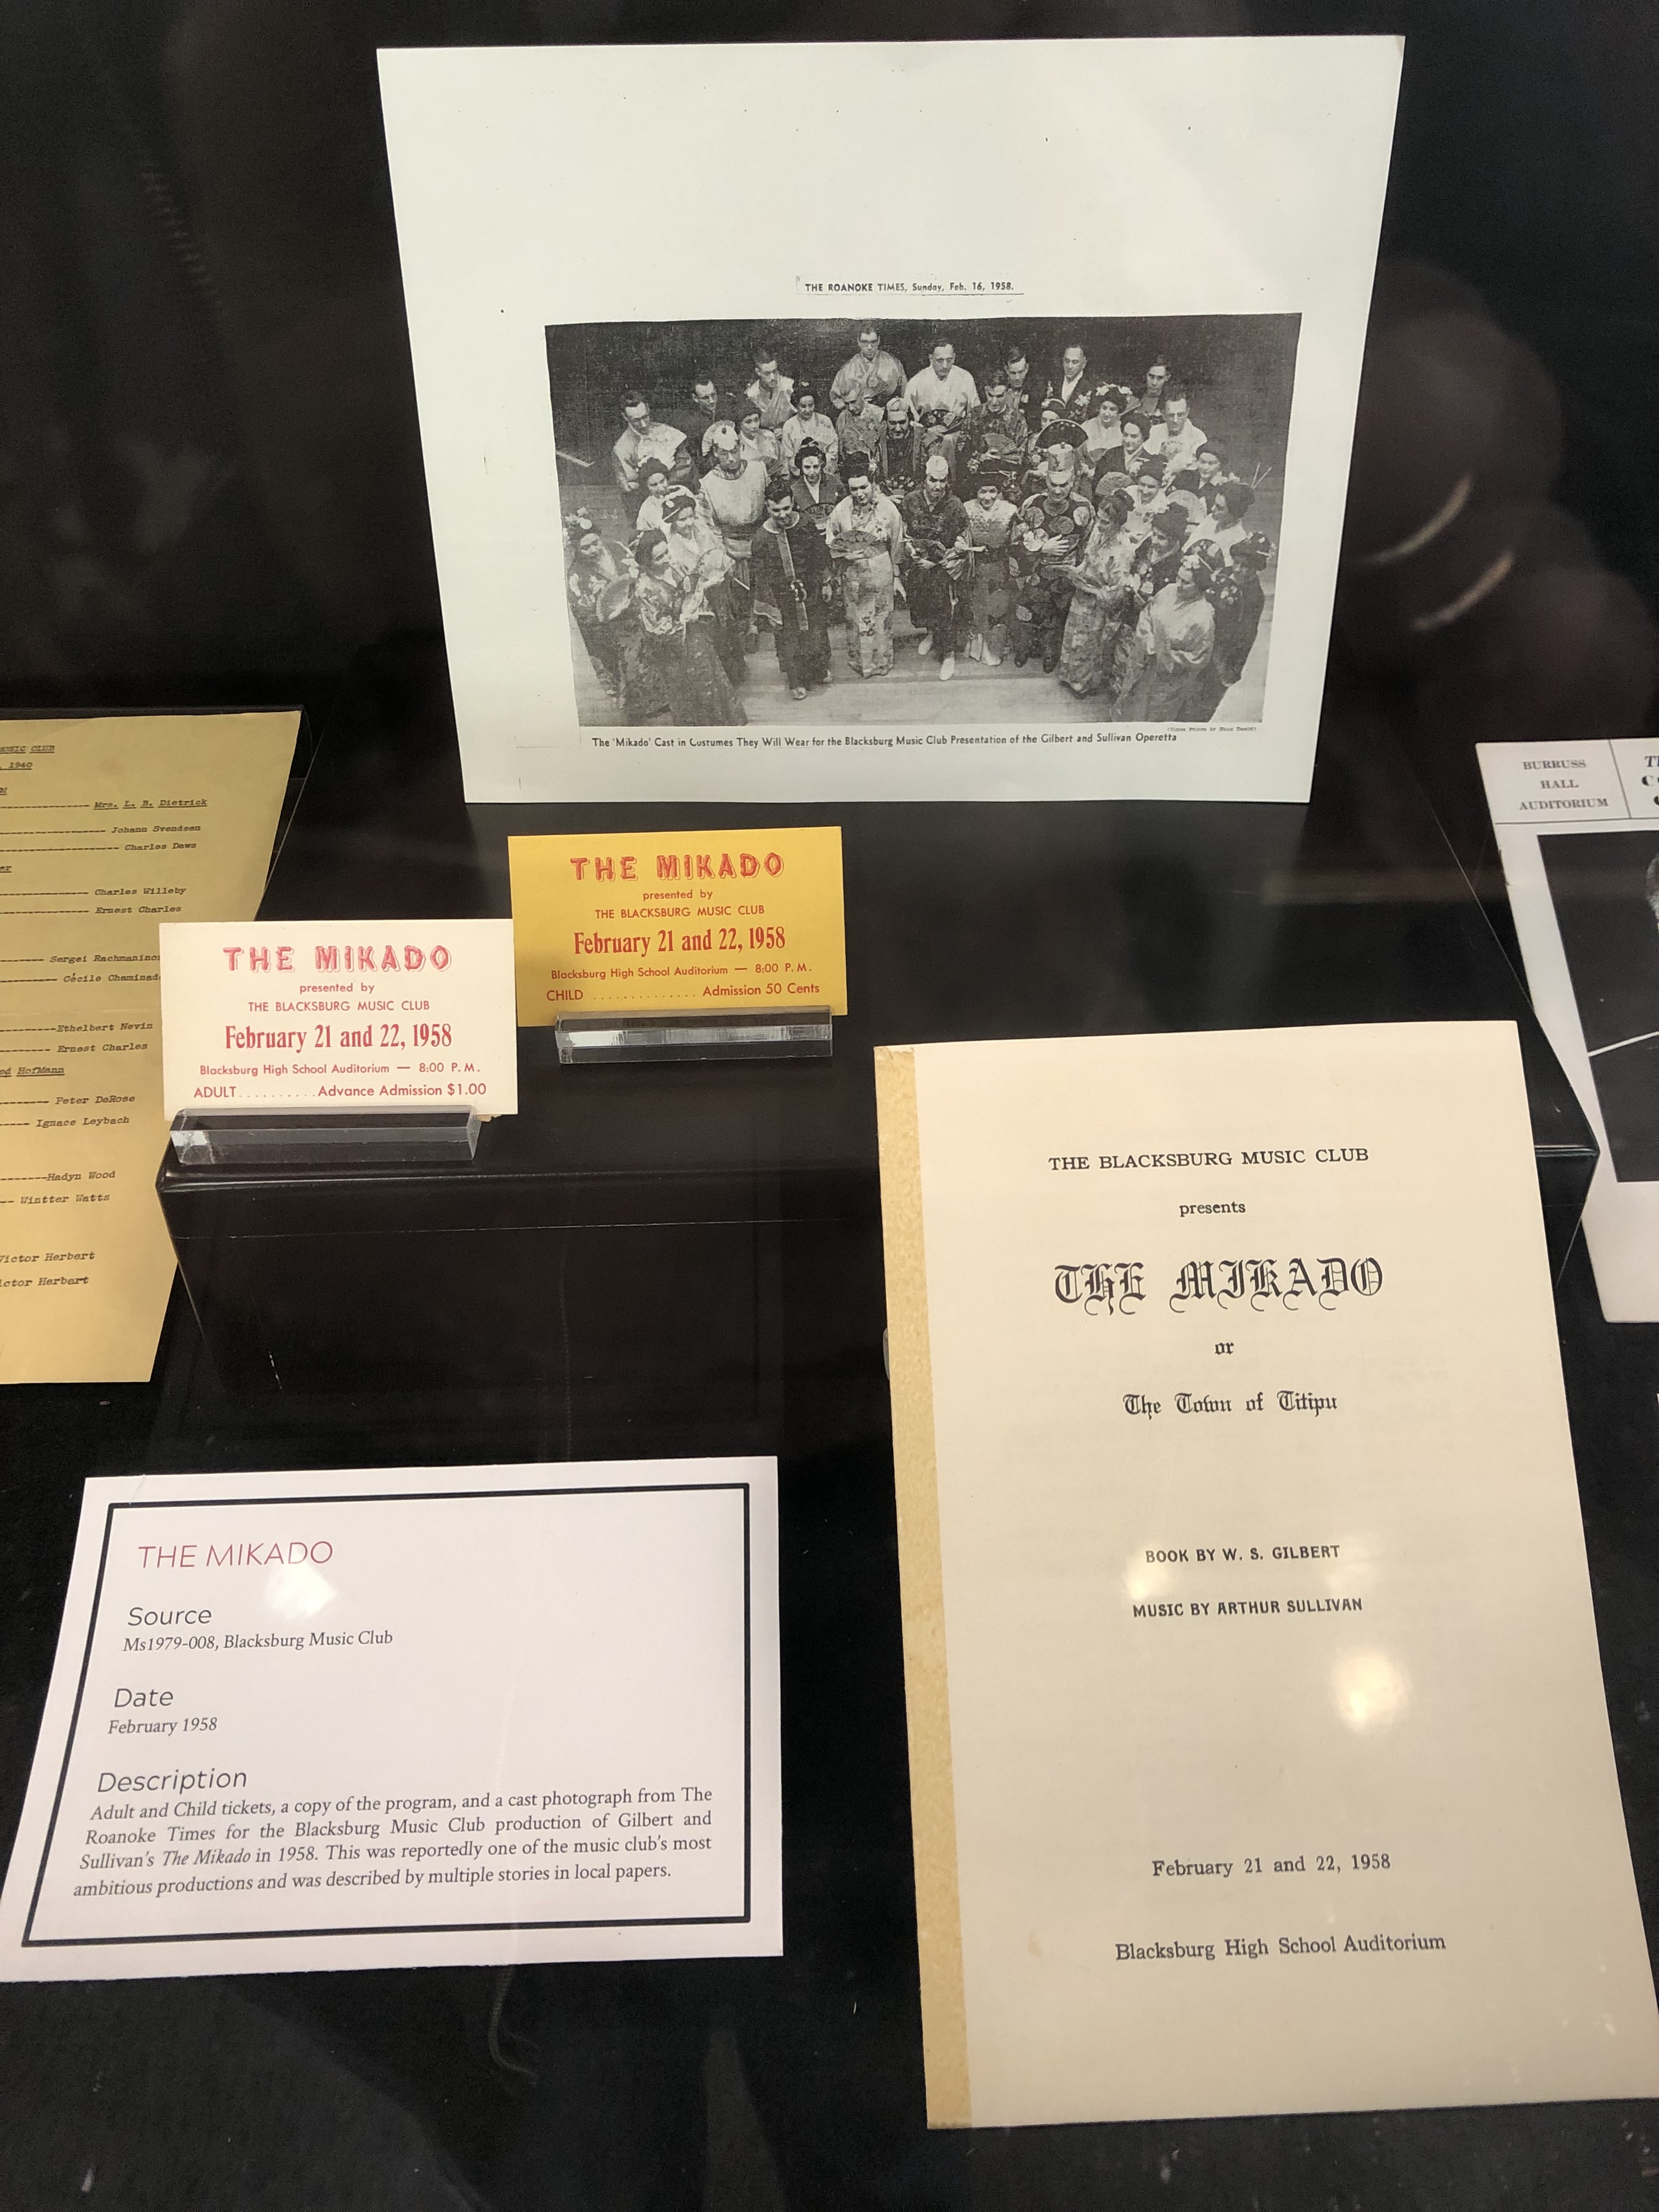 THE ROANOKE TIMES, Sunday, Feb. 16, 1958.
The 'Mikado' Cast in Costumes They Will Wear for the Blacksburg Music Club Presentation of the Gilbert and Sullivan Operetta
MUSIC CLUB
1940
Mrs. L. B. Dietrick
Johann Svendsen
Charles Daws
Charles Willeby
Ernest Charles
Sergei
Cécile
Ethelbert Nevin
Ernest Charles
HofMann
Peter DeRose
Ignace Leybach
Hadyn Wood
Wintter Watts
Victor Herbert
Victor Herbert
THE MIKADO
presented by
THE BLACKSBURG MUSIC CLUB
February 21 and 22, 1958
Blacksburg High School Auditorium — 8:00 P.M.
ADULT..........Advance Admission $1.00
THE MIKADO
presented by
THE BLACKSBURG MUSIC CLUB
February 21 and 22, 1958
Blacksburg High School Auditorium — 8:00 P.M.
CHILD .............. Admission 50 Cents
BURRUSS
HALL
AUDITORIUM
THE BLACKSBURG MUSIC CLUB
presents
THE MIKADO
or
The Town of Titipu
BOOK BY W. S. GILBERT
MUSIC BY ARTHUR SULLIVAN
February 21 and 22, 1958
Blacksburg High School Auditorium
THE MIKADO
Source
Ms1979-008, Blacksburg Music Club
Date
February 1958
Description
Adult and Child tickets, a copy of the program, and a cast photograph from The
Roanoke Times for the Blacksburg Music Club production of Gilbert and
Sullivan's The Mikado in 1958. This was reportedly one of the music club's most
ambitious productions and was described by multiple stories in local papers.